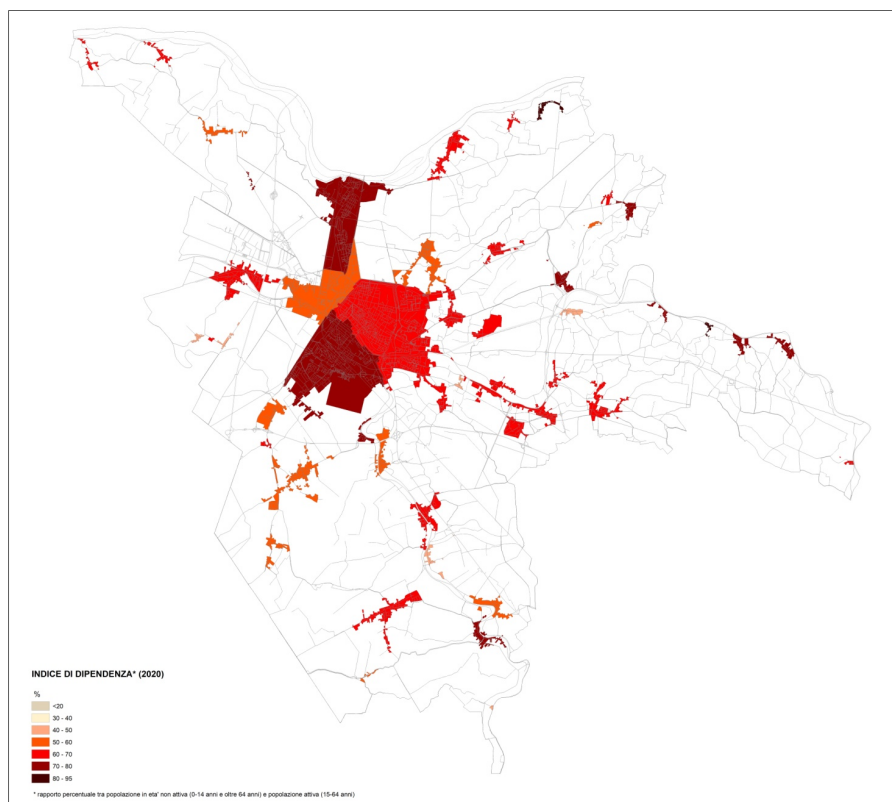 INDICE DI DIPENDENZA* (2020)
%
<20
30 - 40
40 - 50
50 - 60
60 - 70
70 - 80
80 - 95
* rapporto percentuale tra popolazione in eta' non attiva (0-14 anni e oltre 64 anni) e popolazione attiva (15-64 anni)